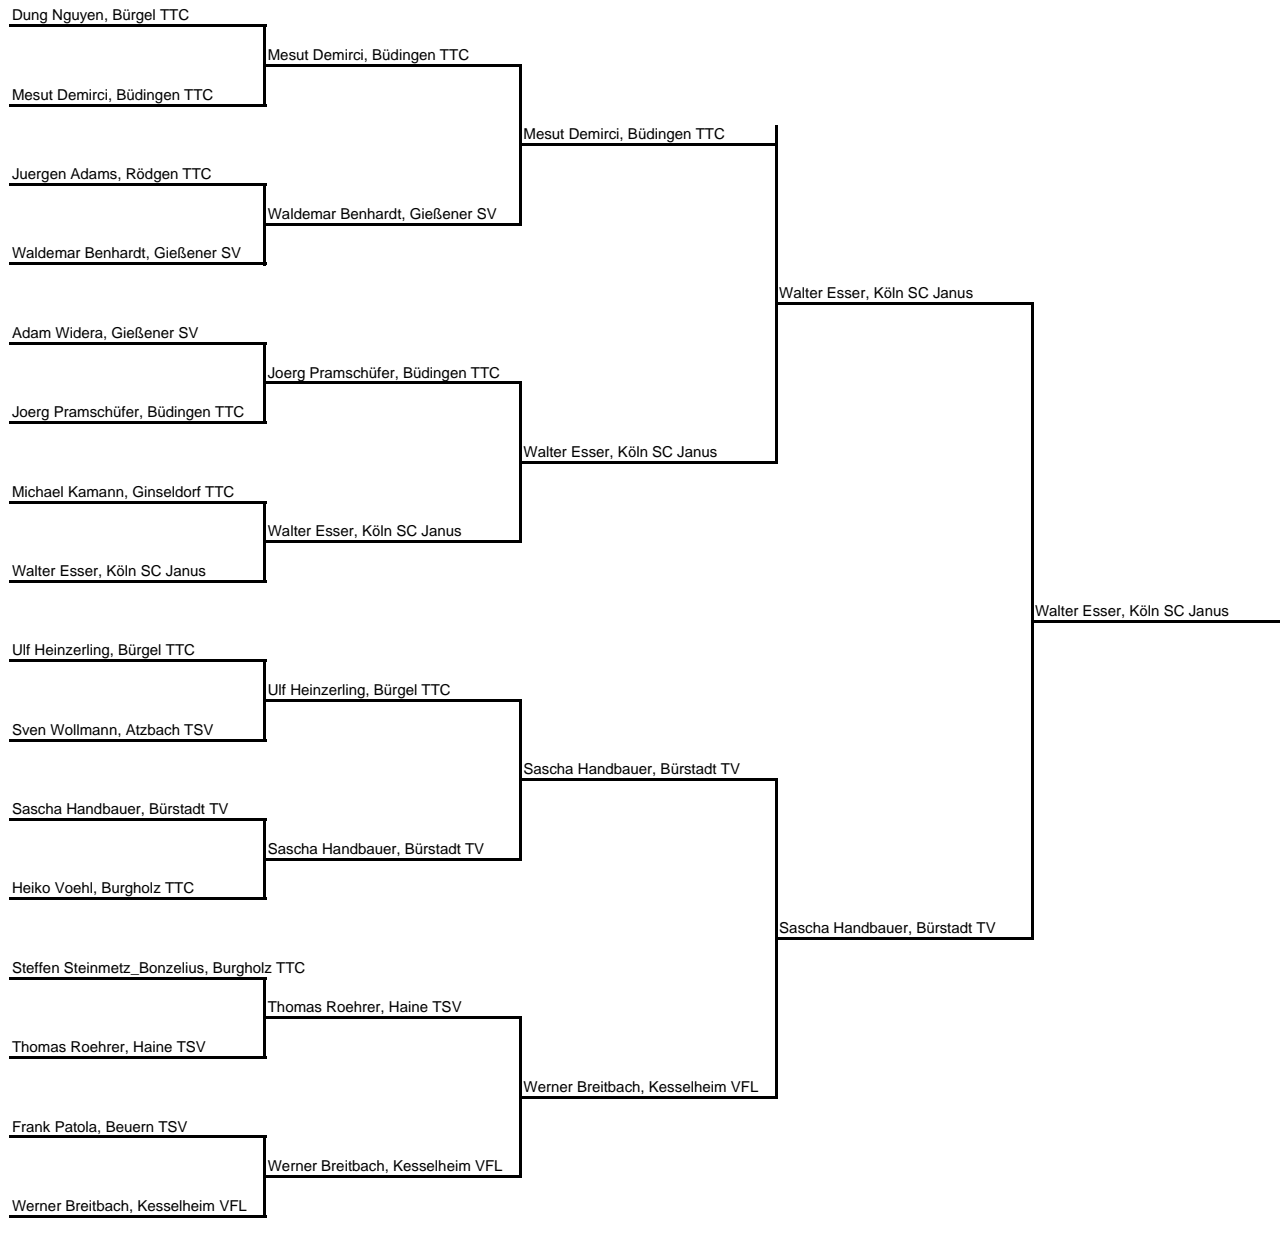 Dung Nguyen, Bürgel TTC
Mesut Demirci, Büdingen TTC
Mesut Demirci, Büdingen TTC
Mesut Demirci, Büdingen TTC
Juergen Adams, Rödgen TTC
Waldemar Benhardt, Gießener SV
Waldemar Benhardt, Gießener SV
Walter Esser, Köln SC Janus
Adam Widera, Gießener SV
Joerg Pramschüfer, Büdingen TTC
Joerg Pramschüfer, Büdingen TTC
Walter Esser, Köln SC Janus
Michael Kamann, Ginseldorf TTC
Walter Esser, Köln SC Janus
Walter Esser, Köln SC Janus
Walter Esser, Köln SC Janus
Ulf Heinzerling, Bürgel TTC
Ulf Heinzerling, Bürgel TTC
Sven Wollmann, Atzbach TSV
Sascha Handbauer, Bürstadt TV
Sascha Handbauer, Bürstadt TV
Sascha Handbauer, Bürstadt TV
Heiko Voehl, Burgholz TTC
Sascha Handbauer, Bürstadt TV
Steffen Steinmetz_Bonzelius, Burgholz TTC
Thomas Roehrer, Haine TSV
Thomas Roehrer, Haine TSV
Werner Breitbach, Kesselheim VFL
Frank Patola, Beuern TSV
Werner Breitbach, Kesselheim VFL
Werner Breitbach, Kesselheim VFL